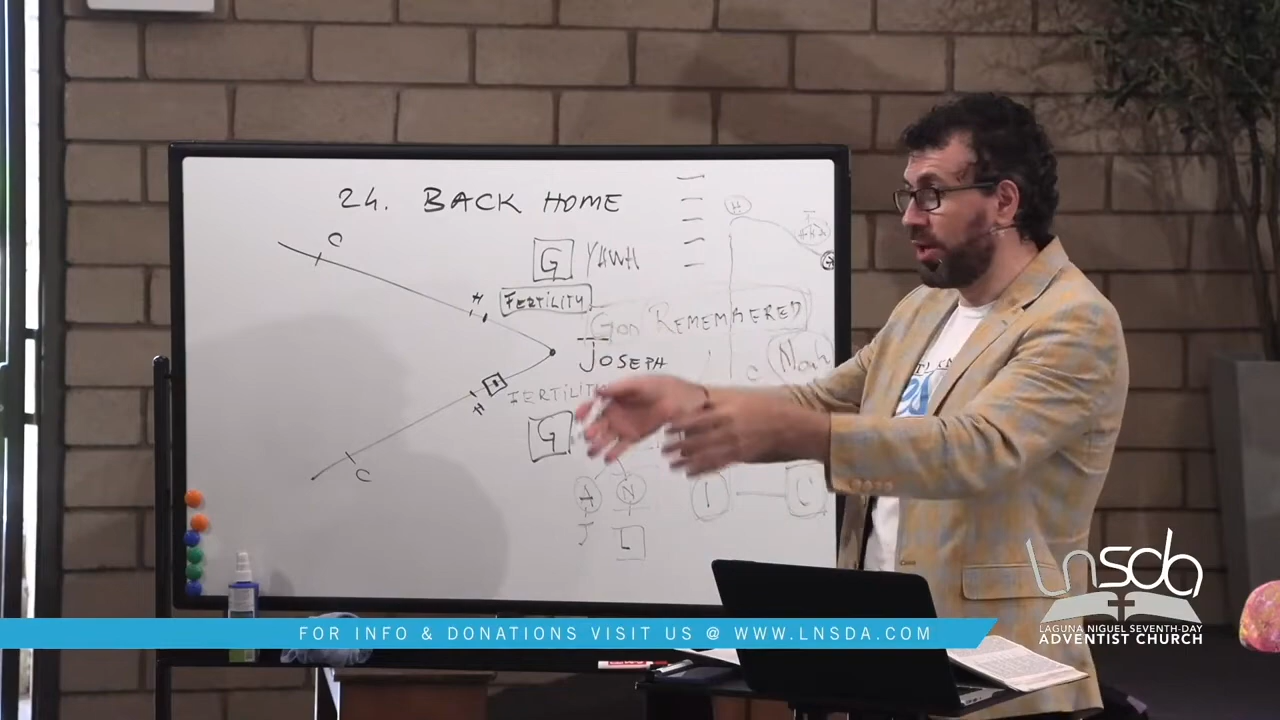 24. BACK HOME
C
H
G YHWH
FERTILITY
GOD REMEMBERED
JOSEPH
C
Noah
FERTILITY
H
G
C
A N
I C
J L
FOR INFO & DONATIONS VISIT US @ WWW.LNSDA.COM
LNSDA
LAGUNA NIGUEL SEVENTH-DAY
ADVENTIST CHURCH